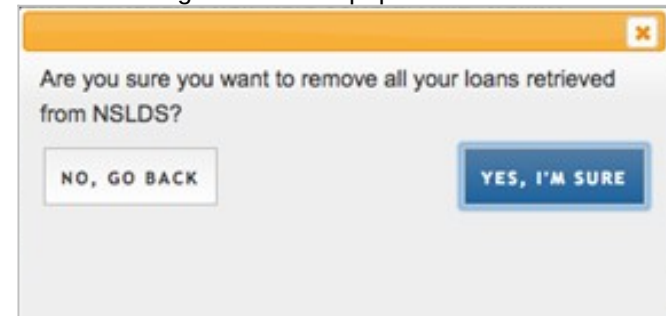 Are you sure you want to remove all your loans retrieved
from NSLDS?
NO, GO BACK
YES, I'M SURE